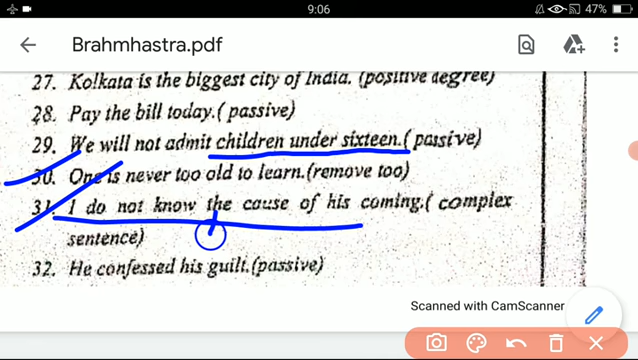 9:06
47%
Brahmhastra.pdf
27. Kolkata is the biggest city of India. (positive degree)
28. Pay the bill today.( passive)
29. We will not admit children under sixteen.( passive)
30. One is never too old to learn.(remove too)
31. I do not know the cause of his coming.( complex
sentence)
32. He confessed his guilt.(passive)
Scanned with CamScanner